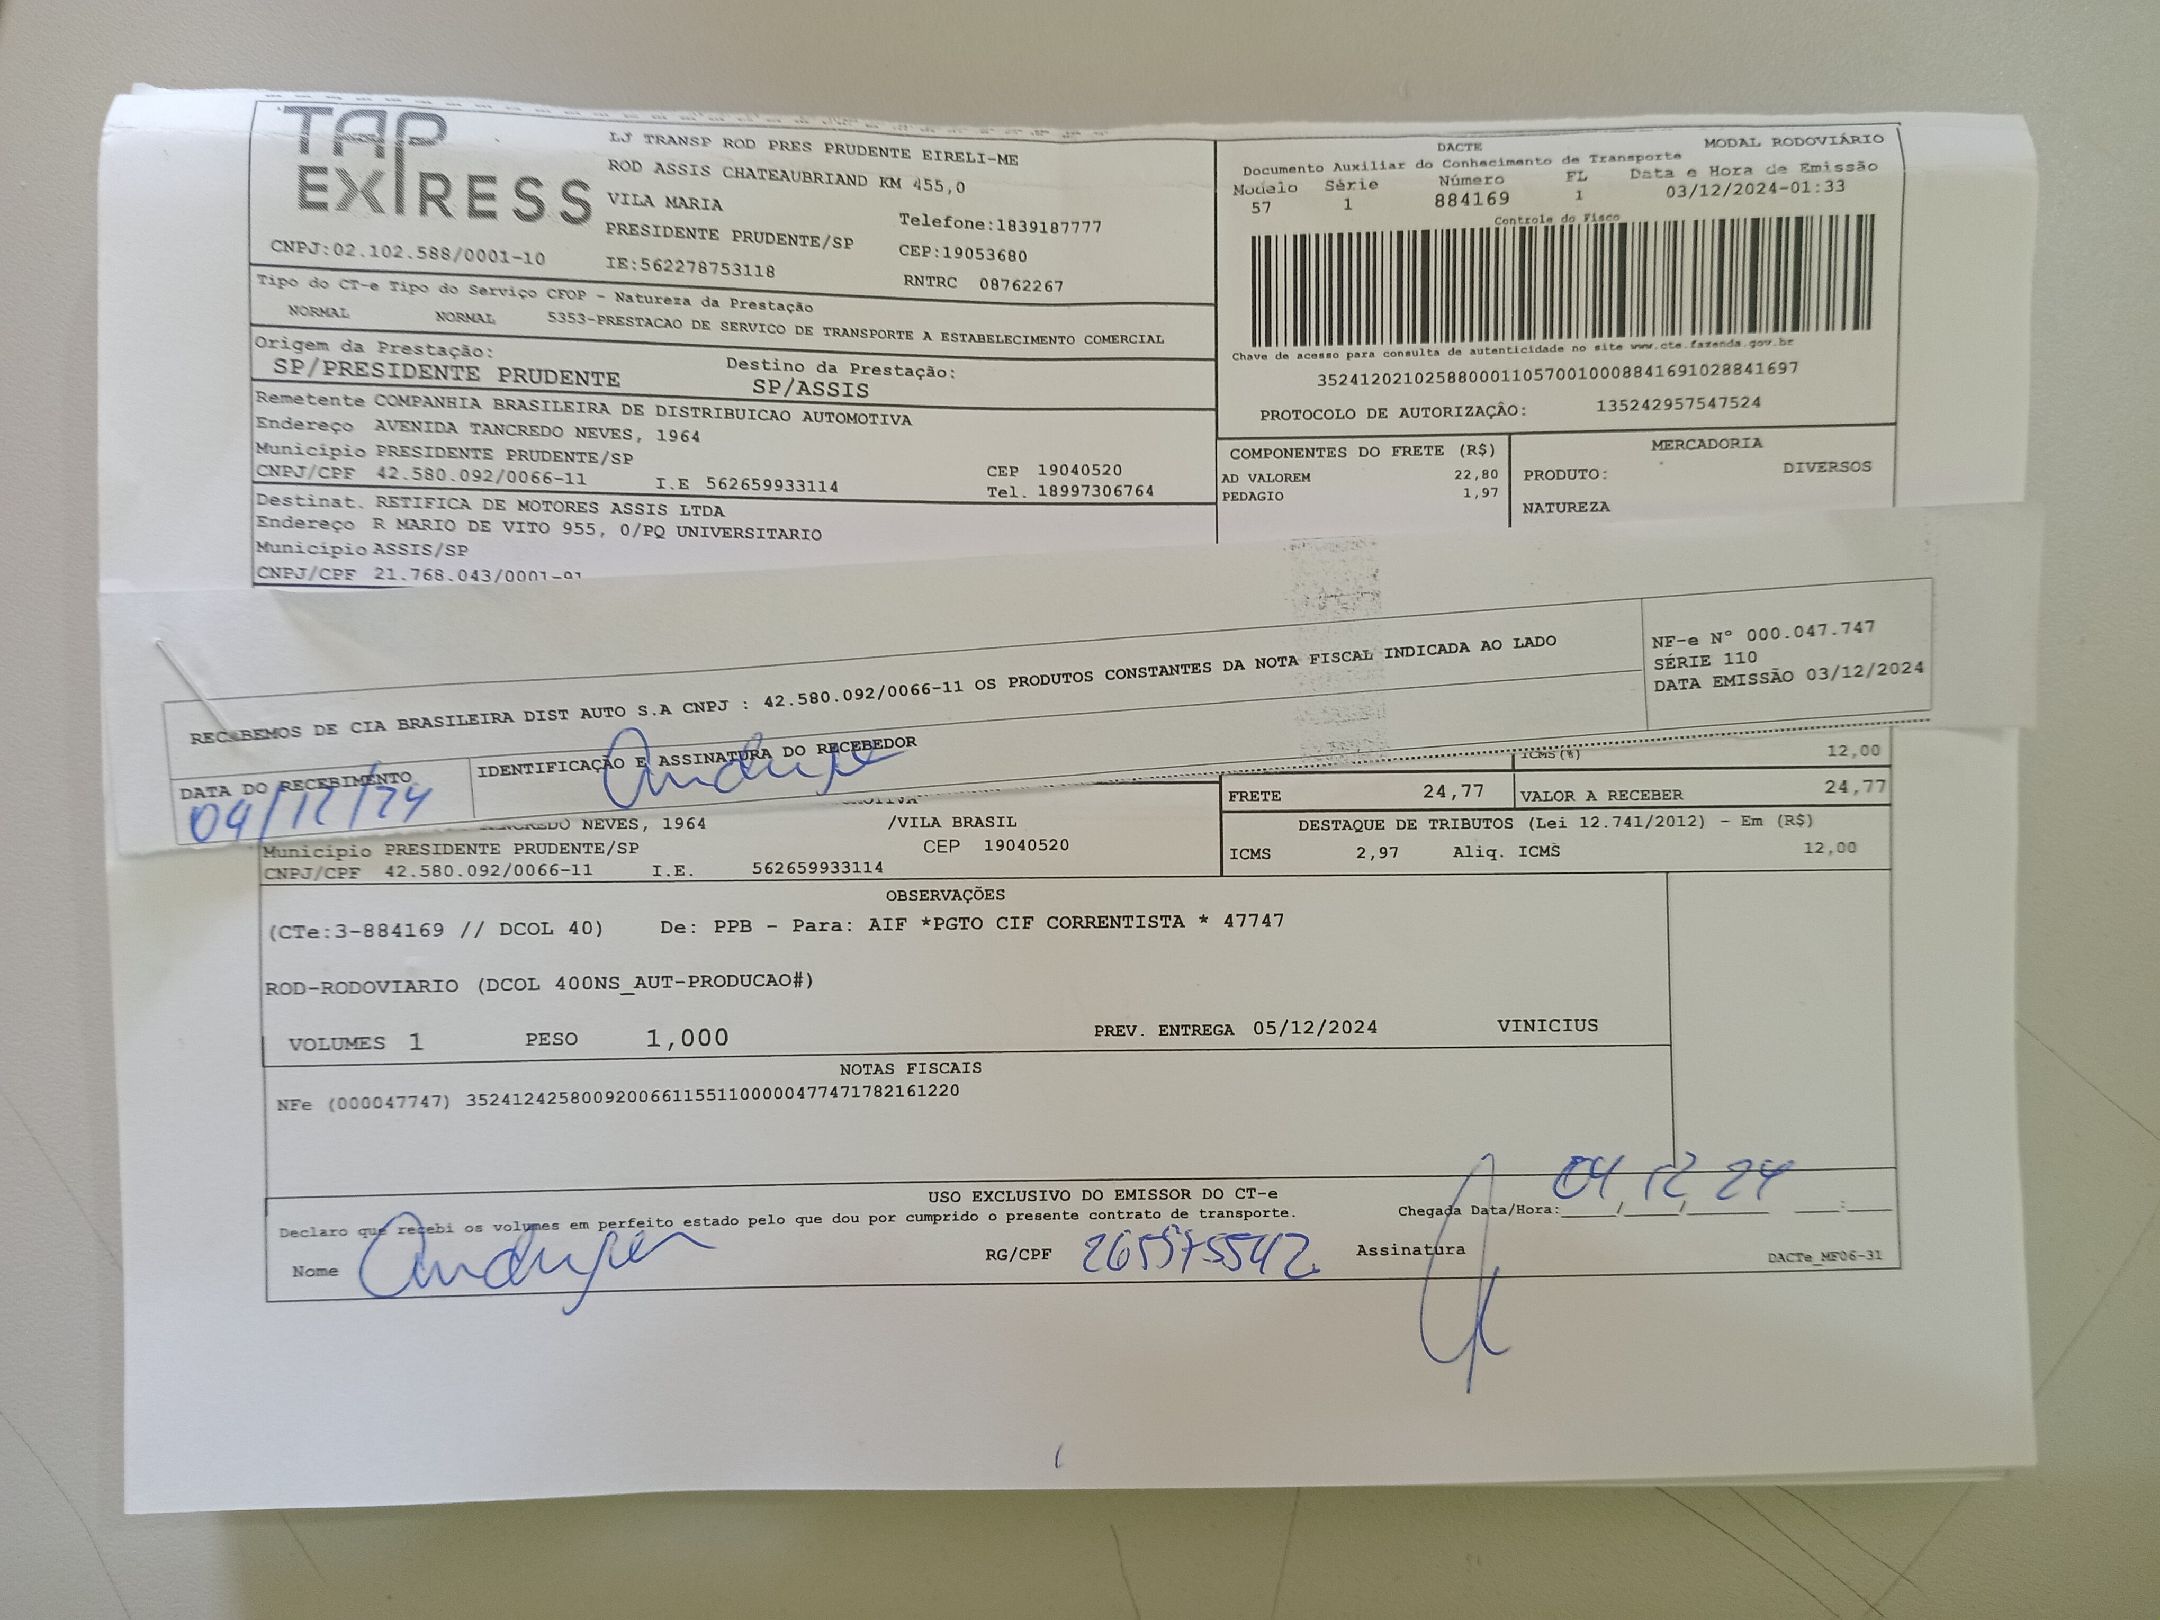 TAP EXPRESS
LJ TRANSP ROD PRES PRUDENTE EIRELI-ME
ROD ASSIS CHATEAUBRIAND KM 455,0
VILA MARIA
Telefone:1839187777
PRESIDENTE PRUDENTE/SP
CEP:19053680
CNPJ:02.102.588/0001-10
IE:562278753118
RNTRC 08762267
DACTE
MODAL RODOVIÁRIO
Documento Auxiliar do Conhecimento de Transporte
Modelo Série Número FL Data e Hora de Emissão
57 1 884169 1 03/12/2024-01:33
Controle do Fisco
Chave de acesso para consulta de autenticidade no site www.cte.fazenda.gov.br
35241202102588000110570010008841691028841697
PROTOCOLO DE AUTORIZAÇÃO: 135242957547524
Tipo do CT-e Tipo do Serviço CFOP - Natureza da Prestação
NORMAL NORMAL 5353-PRESTACAO DE SERVICO DE TRANSPORTE A ESTABELECIMENTO COMERCIAL
Origem da Prestação: Destino da Prestação:
SP/PRESIDENTE PRUDENTE SP/ASSIS
Remetente COMPANHIA BRASILEIRA DE DISTRIBUICAO AUTOMOTIVA
Endereço AVENIDA TANCREDO NEVES, 1964
Município PRESIDENTE PRUDENTE/SP CEP 19040520
CNPJ/CPF 42.580.092/0066-11 I.E 562659933114 Tel. 18997306764
Destinat. RETIFICA DE MOTORES ASSIS LTDA
Endereço R MARIO DE VITO 955, 0/PQ UNIVERSITARIO
Município ASSIS/SP
CNPJ/CPF 21.768.043/0001-91
COMPONENTES DO FRETE (R$)
AD VALOREM 22,80
PEDAGIO 1,97
MERCADORIA
PRODUTO: DIVERSOS
NATUREZA
RECEBEMOS DE CIA BRASILEIRA DIST AUTO S.A CNPJ : 42.580.092/0066-11 OS PRODUTOS CONSTANTES DA NOTA FISCAL INDICADA AO LADO
NF-e Nº 000.047.747
SÉRIE 110
DATA EMISSÃO 03/12/2024
DATA DO RECEBIMENTO
04/12/24
IDENTIFICAÇÃO E ASSINATURA DO RECEBEDOR
ICMS(%) 12,00
FRETE 24,77 VALOR A RECEBER 24,77
DESTAQUE DE TRIBUTOS (Lei 12.741/2012) - Em (R$)
ICMS 2,97 Aliq. ICMS 12,00
NEVES, 1964 /VILA BRASIL
Município PRESIDENTE PRUDENTE/SP CEP 19040520
CNPJ/CPF 42.580.092/0066-11 I.E. 562659933114
OBSERVAÇÕES
(CTe:3-884169 // DCOL 40) De: PPB - Para: AIF *PGTO CIF CORRENTISTA * 47747
ROD-RODOVIARIO (DCOL 400NS_AUT-PRODUCAO#)
VOLUMES 1 PESO 1,000 PREV. ENTREGA 05/12/2024 VINICIUS
NOTAS FISCAIS
NFe (000047747) 35241242580092006611551100000477471782161220
USO EXCLUSIVO DO EMISSOR DO CT-e
Declaro que recebi os volumes em perfeito estado pelo que dou por cumprido o presente contrato de transporte.
Chegada Data/Hora: 04/12/24 :
Nome RG/CPF 265975542 Assinatura
DACTe_MF06-31